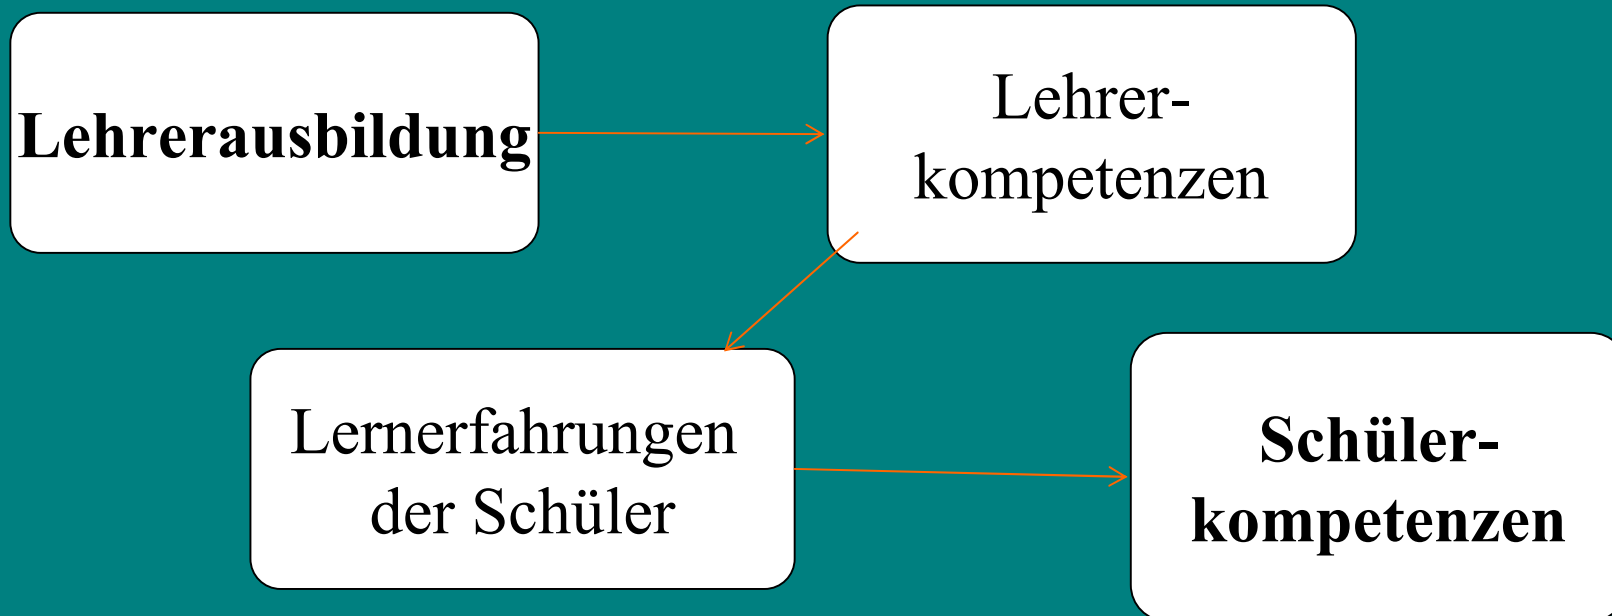 Lehrerausbildung
Lehrer-
kompetenzen
Lernerfahrungen
der Schüler
Schüler-
kompetenzen